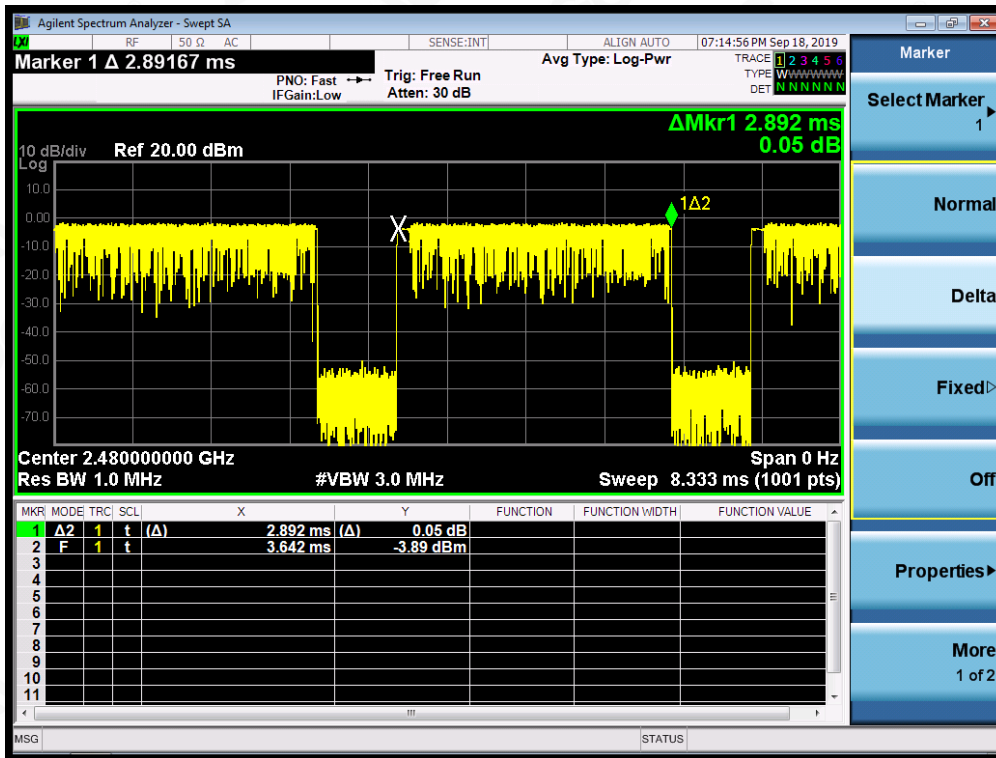 Agilent Spectrum Analyzer - Swept SA
LXI RF 50 Ω AC SENSE:INT ALIGN AUTO 07:14:56 PM Sep 18, 2019
Marker 1 Δ 2.89167 ms
PNO: Fast
IFGain:Low
Trig: Free Run
Atten: 30 dB
Avg Type: Log-Pwr
TRACE 1 2 3 4 5 6
TYPE WWWWWWW
DET N N N N N N
ΔMkr1 2.892 ms
0.05 dB
10 dB/div Ref 20.00 dBm
Log
10.0
0.00
-10.0
-20.0
-30.0
-40.0
-50.0
-60.0
-70.0
1Δ2
Center 2.480000000 GHz Span 0 Hz
Res BW 1.0 MHz #VBW 3.0 MHz Sweep 8.333 ms (1001 pts)
MKR MODE TRC SCL X Y FUNCTION FUNCTION WIDTH FUNCTION VALUE
1 Δ2 1 t (Δ) 2.892 ms (Δ) 0.05 dB
2 F 1 t 3.642 ms -3.89 dBm
3
4
5
6
7
8
9
10
11
MSG STATUS
Marker
Select Marker
1
Normal
Delta
Fixed
Off
Properties
More
1 of 2